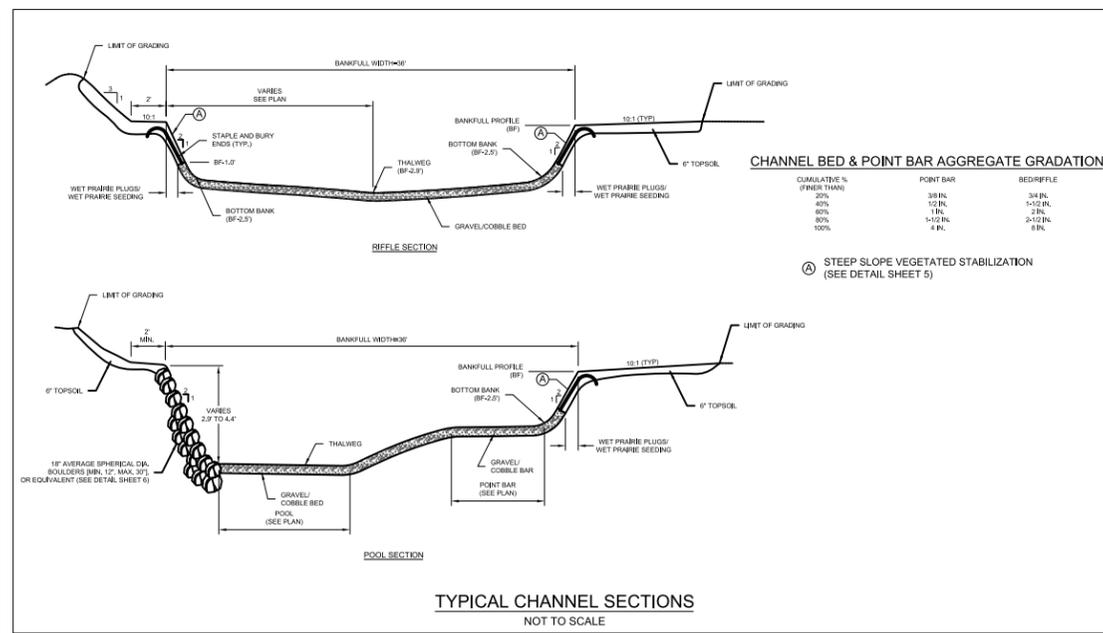 LIMIT OF GRADING
BANKFULL WIDTH=36'
LIMIT OF GRADING
3
1
2'
VARIES
SEE PLAN
10:1
A
BANKFULL PROFILE
(BF)
10:1 (TYP)
A
2
1
STAPLE AND BURY
ENDS (TYP.)
BOTTOM BANK
(BF-2.5')
2
1
BF-1.0'
THALWEG
(BF-2.9')
6" TOPSOIL
WET PRAIRIE PLUGS/
WET PRAIRIE SEEDING
WET PRAIRIE PLUGS/
WET PRAIRIE SEEDING
BOTTOM BANK
(BF-2.5')
GRAVEL/COBBLE BED
RIFFLE SECTION
CHANNEL BED & POINT BAR AGGREGATE GRADATION
CUMULATIVE % POINT BAR BED/RIFFLE
(FINER THAN)
20% 3/8 IN. 3/4 IN.
40% 1/2 IN. 1-1/2 IN.
60% 1 IN. 2 IN.
80% 1-1/2 IN. 2-1/2 IN.
100% 4 IN. 8 IN.
A STEEP SLOPE VEGETATED STABILIZATION
(SEE DETAIL SHEET 5)
LIMIT OF GRADING
2'
MIN.
BANKFULL WIDTH=36'
LIMIT OF GRADING
BANKFULL PROFILE
(BF)
10:1 (TYP)
A
6" TOPSOIL
2
1
BOTTOM BANK
(BF-2.5')
2
1
VARIES
2.9' TO 4.4'
6" TOPSOIL
THALWEG
WET PRAIRIE PLUGS/
WET PRAIRIE SEEDING
18" AVERAGE SPHERICAL DIA.
BOULDERS [MIN. 12", MAX. 30"],
OR EQUIVALENT (SEE DETAIL SHEET 6)
GRAVEL/
COBBLE BAR
GRAVEL/
COBBLE BED
POINT BAR
(SEE PLAN)
POOL
(SEE PLAN)
POOL SECTION
TYPICAL CHANNEL SECTIONS
NOT TO SCALE